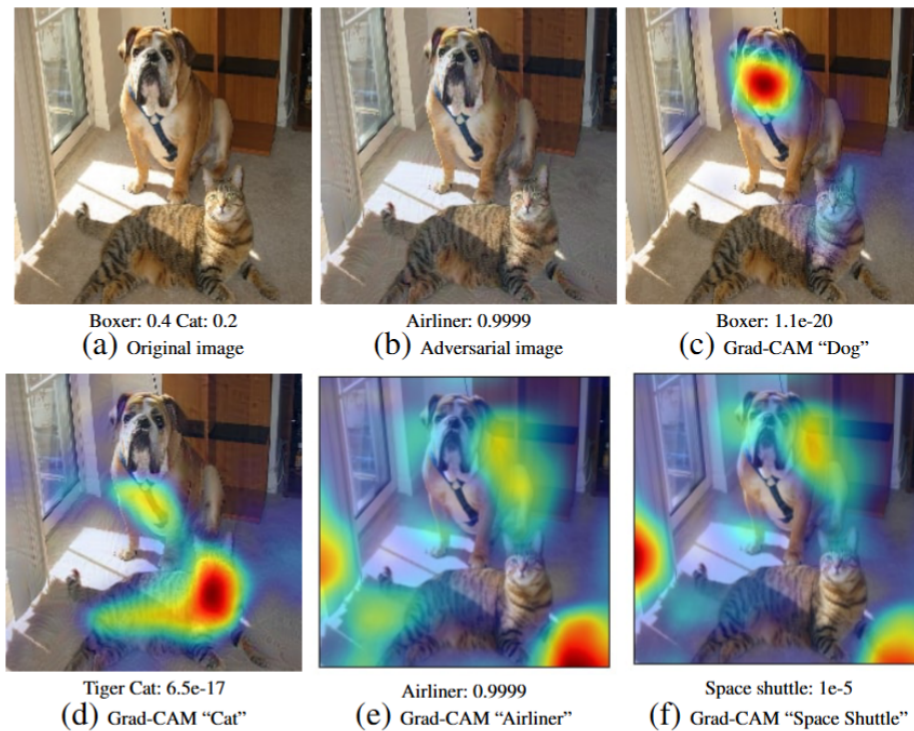 Boxer: 0.4 Cat: 0.2
(a) Original image
Airliner: 0.9999
(b) Adversarial image
Boxer: 1.1e-20
(c) Grad-CAM “Dog”
Tiger Cat: 6.5e-17
(d) Grad-CAM “Cat”
Airliner: 0.9999
(e) Grad-CAM “Airliner”
Space shuttle: 1e-5
(f) Grad-CAM “Space Shuttle”